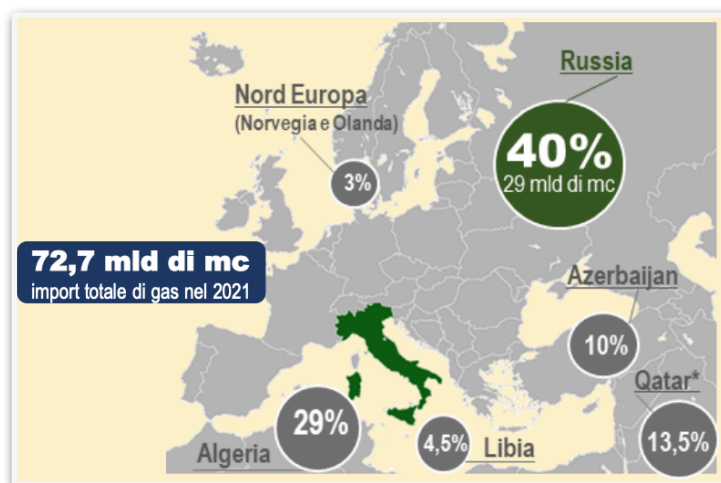 Russia
Nord Europa
(Norvegia e Olanda)
40%
29 mld di mc
3%
72,7 mld di mc
import totale di gas nel 2021
Azerbaijan
10%
Qatar*
29%
Algeria
4,5%
Libia
13,5%